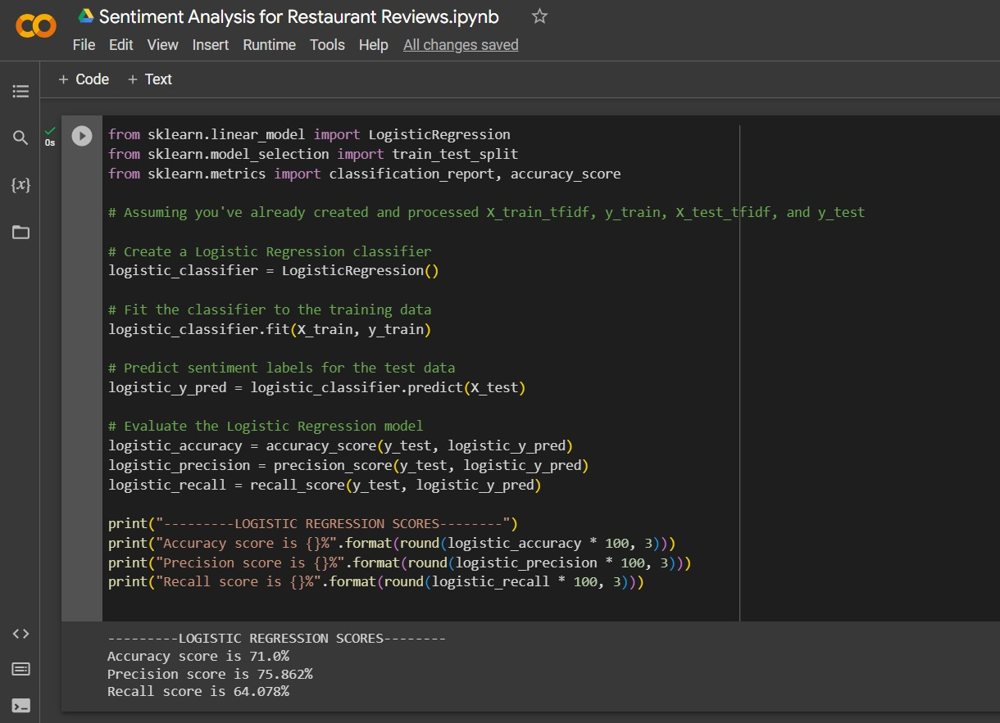 Sentiment Analysis for Restaurant Reviews.ipynb
File Edit View Insert Runtime Tools Help All changes saved
+ Code + Text
0s
{x}
from sklearn.linear_model import LogisticRegression
from sklearn.model_selection import train_test_split
from sklearn.metrics import classification_report, accuracy_score
# Assuming you've already created and processed X_train_tfidf, y_train, X_test_tfidf, and y_test
# Create a Logistic Regression classifier
logistic_classifier = LogisticRegression()
# Fit the classifier to the training data
logistic_classifier.fit(X_train, y_train)
# Predict sentiment labels for the test data
logistic_y_pred = logistic_classifier.predict(X_test)
# Evaluate the Logistic Regression model
logistic_accuracy = accuracy_score(y_test, logistic_y_pred)
logistic_precision = precision_score(y_test, logistic_y_pred)
logistic_recall = recall_score(y_test, logistic_y_pred)
print("---------LOGISTIC REGRESSION SCORES--------")
print("Accuracy score is {}%".format(round(logistic_accuracy * 100, 3)))
print("Precision score is {}%".format(round(logistic_precision * 100, 3)))
print("Recall score is {}%".format(round(logistic_recall * 100, 3)))
---------LOGISTIC REGRESSION SCORES--------
Accuracy score is 71.0%
Precision score is 75.862%
Recall score is 64.078%